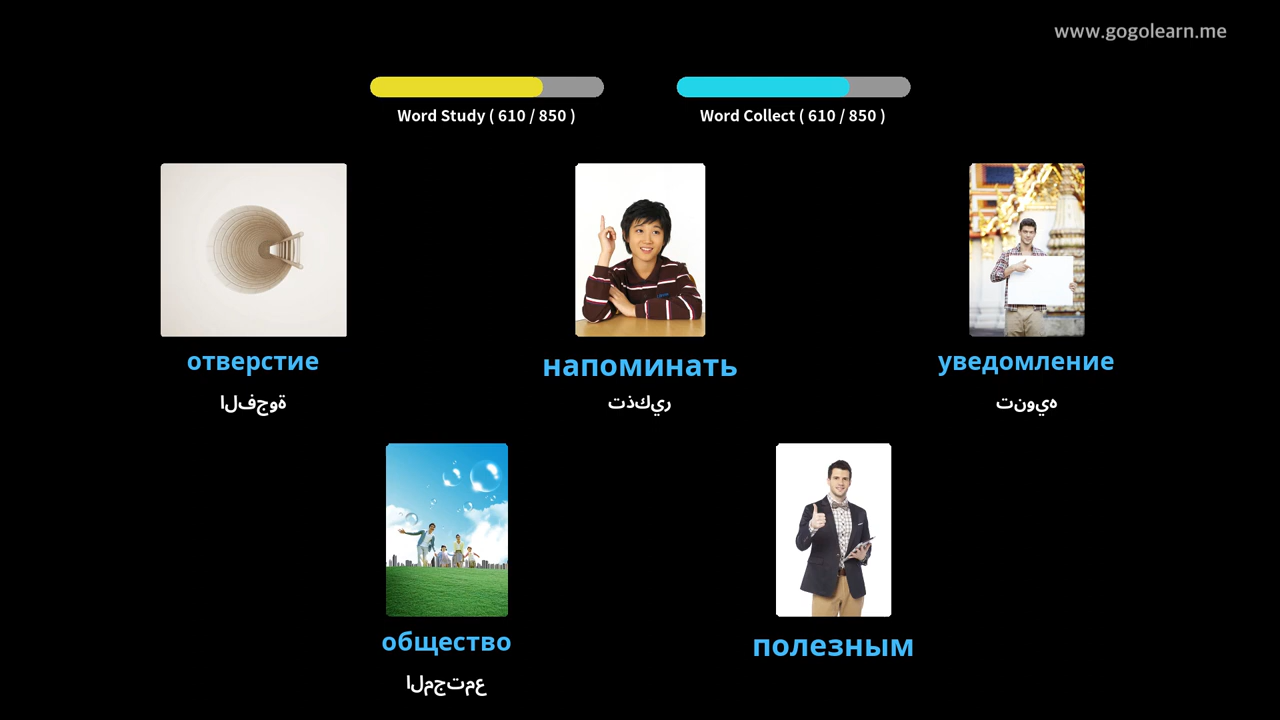 www.gogolearn.me
Word Study ( 610 / 850 )
Word Collect ( 610 / 850 )
отверстие
напоминать
уведомление
الفجوة
تذكير
تنويه
общество
полезным
المجتمع